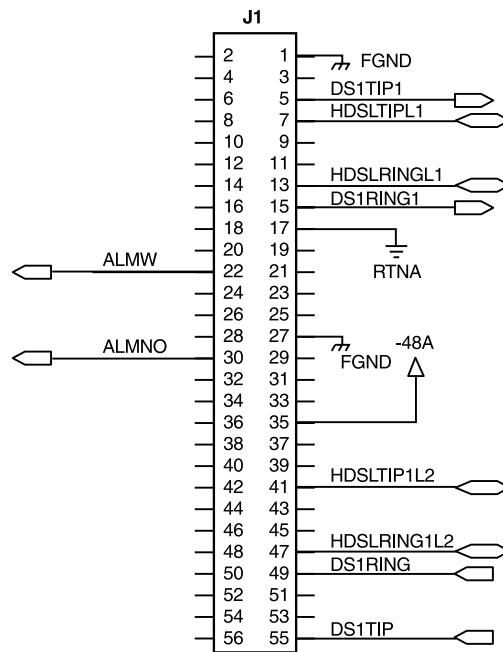 J1
2 1 FGND
4 3
DS1TIP1
6 5
HDSLTIPL1
8 7
10 9
12 11
HDSLRINGL1
14 13
DS1RING1
16 15
18 17
20 19
RTNA
ALMW
22 21
24 23
26 25
28 27
-48A
ALMNO
30 29
FGND
32 31
34 33
36 35
38 37
40 39
HDSLTIP1L2
42 41
44 43
46 45
HDSLRING1L2
48 47
DS1RING
50 49
52 51
54 53
DS1TIP
56 55